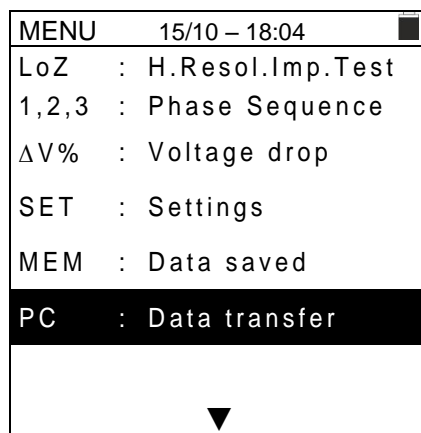 MENU 15/10 – 18:04
LoZ : H.Resol.Imp.Test
1,2,3 : Phase Sequence
ΔV% : Voltage drop
SET : Settings
MEM : Data saved
PC : Data transfer